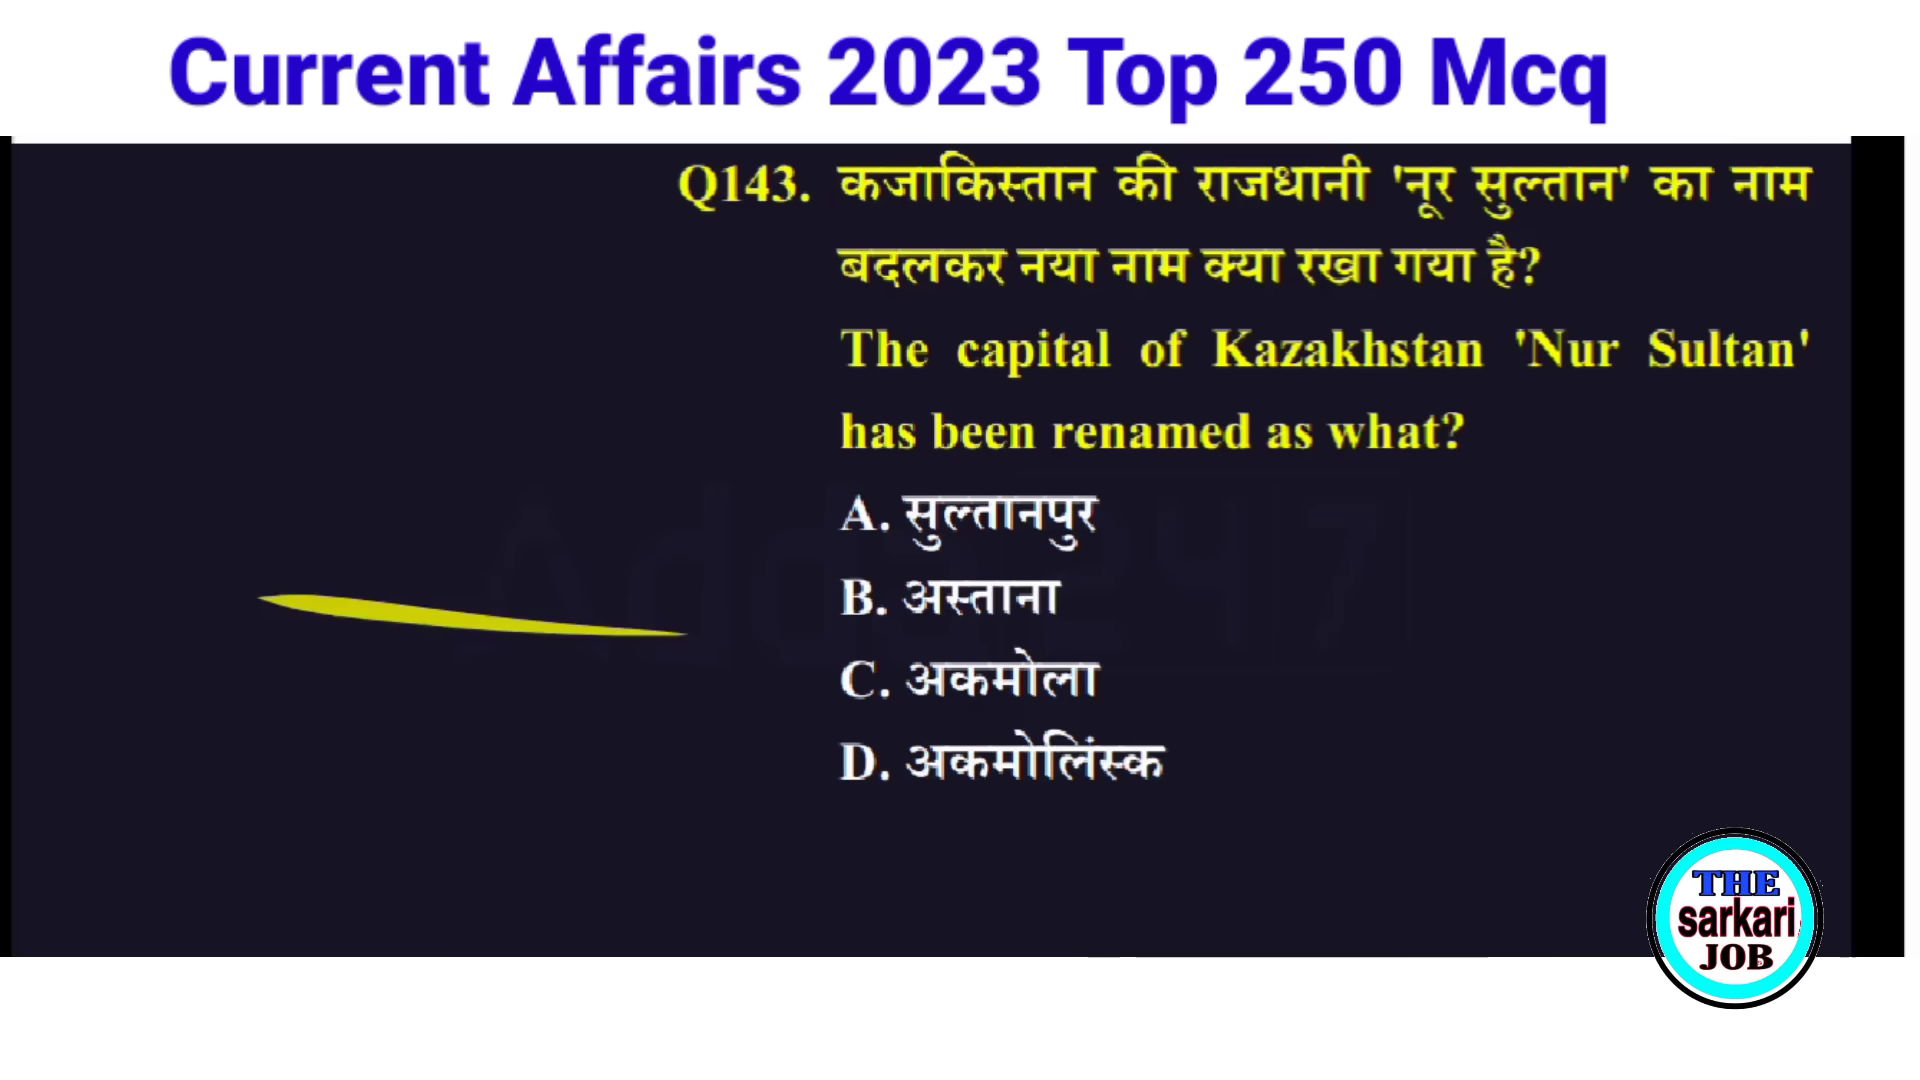 Current Affairs 2023 Top 250 Mcq
Q143. कजाकिस्तान की राजधानी 'नूर सुल्तान' का नाम
बदलकर नया नाम क्या रखा गया है?
The capital of Kazakhstan 'Nur Sultan'
has been renamed as what?
A. सुल्तानपुर
B. अस्ताना
C. अकमोला
D. अकमोलिंस्क
Adda247
THE
sarkari
JOB